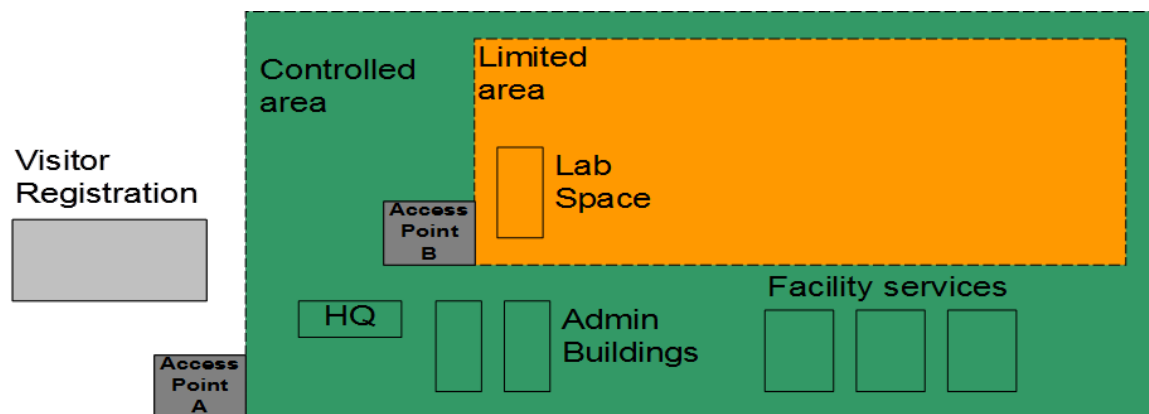 Controlled
area
Limited
area
Visitor
Registration
Lab
Space
Access
Point
B
Facility services
HQ
Admin
Buildings
Access
Point
A